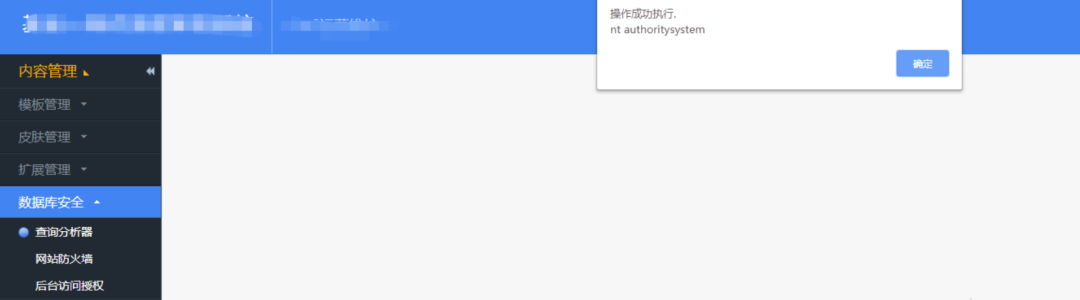 操作成功执行.
nt authoritysystem
确定
内容管理
模板管理
皮肤管理
扩展管理
数据库安全
查询分析器
网站防火墙
后台访问授权